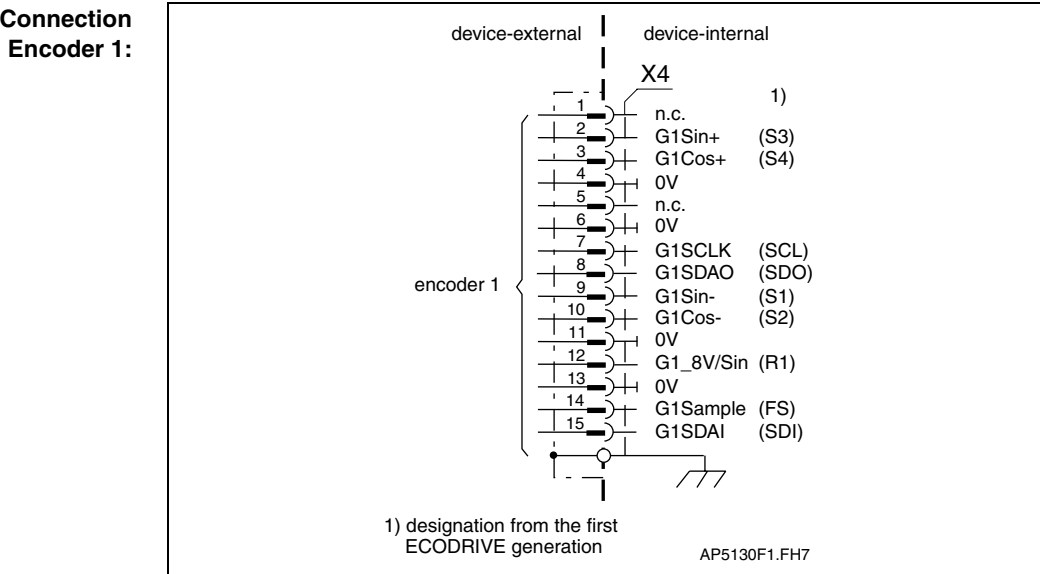 Connection
Encoder 1:
device-external device-internal
X4
1)
1 n.c.
2 G1Sin+ (S3)
3 G1Cos+ (S4)
4 0V
5 n.c.
6 0V
7 G1SCLK (SCL)
8 G1SDAO (SDO)
encoder 1
9 G1Sin- (S1)
10 G1Cos- (S2)
11 0V
12 G1_8V/Sin (R1)
13 0V
14 G1Sample (FS)
15 G1SDAI (SDI)
1) designation from the first
ECODRIVE generation
AP5130F1.FH7